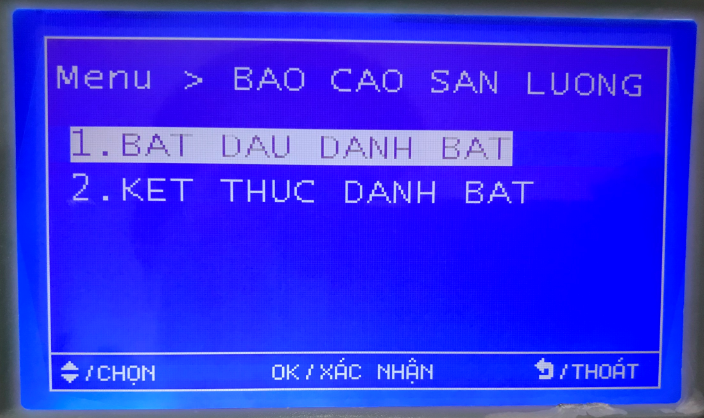 Menu > BAO CAO SAN LUONG
1.BAT DAU DANH BAT
2.KET THUC DANH BAT
/CHỌN OK/XÁC NHẬN /THOÁT